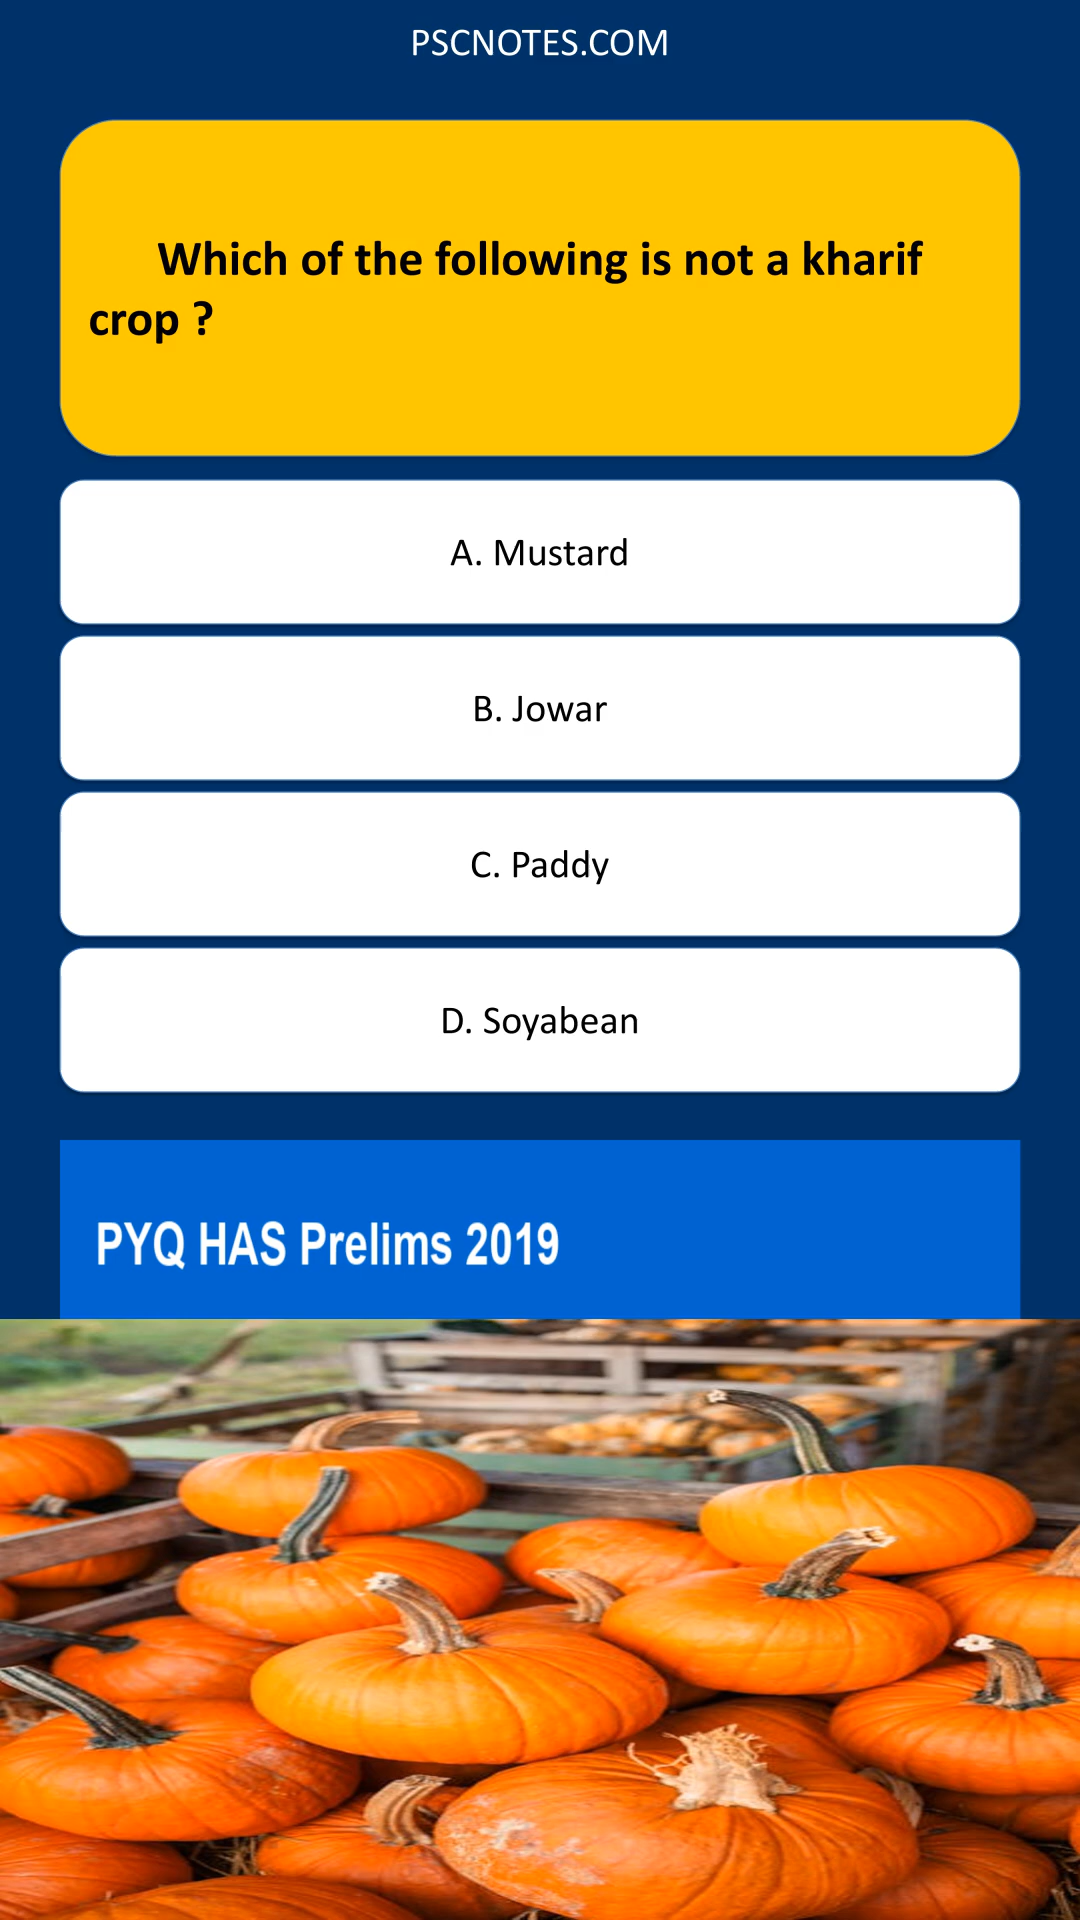 PSCNOTES.COM
Which of the following is not a kharif
crop ?
A. Mustard
B. Jowar
C. Paddy
D. Soyabean
PYQ HAS Prelims 2019